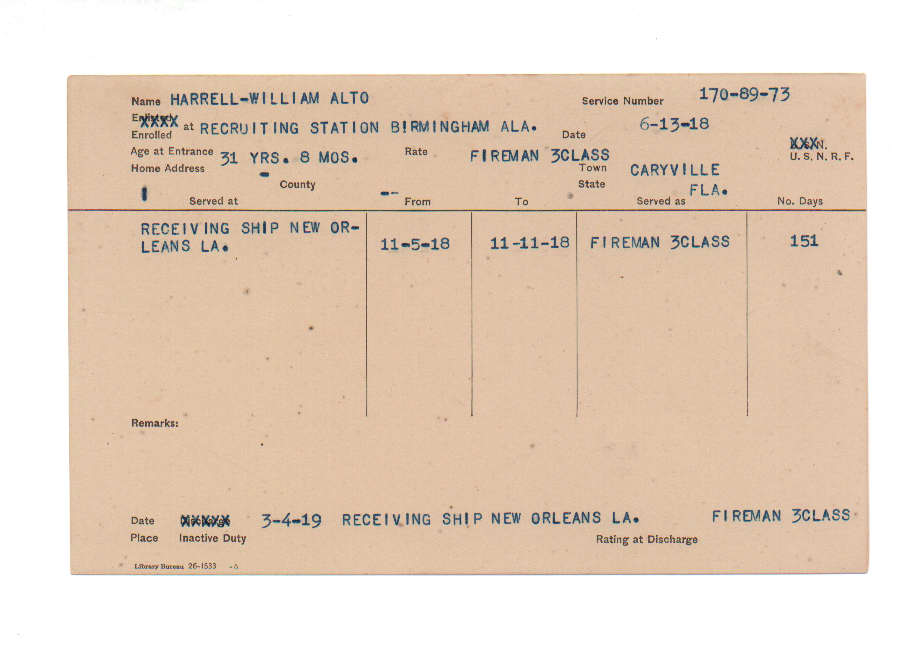 Name HARRELL-WILLIAM ALTO Service Number 170-89-73
Enlisted XXXX
Enrolled at RECRUITING STATION BIRMINGHAM ALA. Date 6-13-18
Age at Entrance 31 YRS. 8 MOS. Rate FIREMAN 3CLASS XXX
U. S. N. R. F.
Home Address - Town CARYVILLE
County -- State FLA.
Served at From To Served as No. Days
RECEIVING SHIP NEW OR-
LEANS LA. 11-5-18 11-11-18 FIREMAN 3CLASS 151
Remarks:
Date XXXXX 3-4-19 RECEIVING SHIP NEW ORLEANS LA. FIREMAN 3CLASS
Place Inactive Duty Rating at Discharge
Library Bureau 26-1533